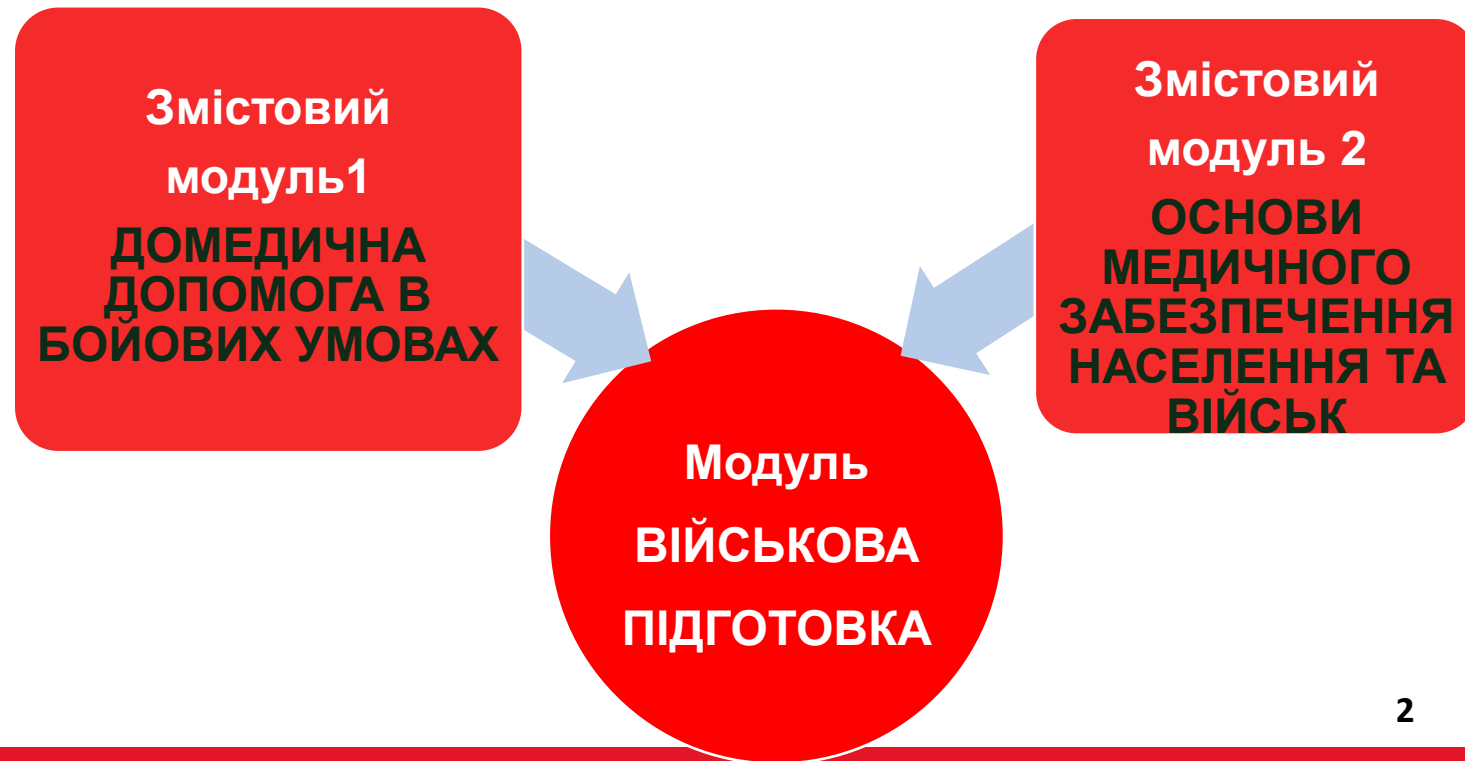 Змістовий
модуль1
ДОМЕДИЧНА
ДОПОМОГА В
БОЙОВИХ УМОВАХ
Змістовий
модуль 2
ОСНОВИ
МЕДИЧНОГО
ЗАБЕЗПЕЧЕННЯ
НАСЕЛЕННЯ ТА
ВІЙСЬК
Модуль
ВІЙСЬКОВА
ПІДГОТОВКА
2